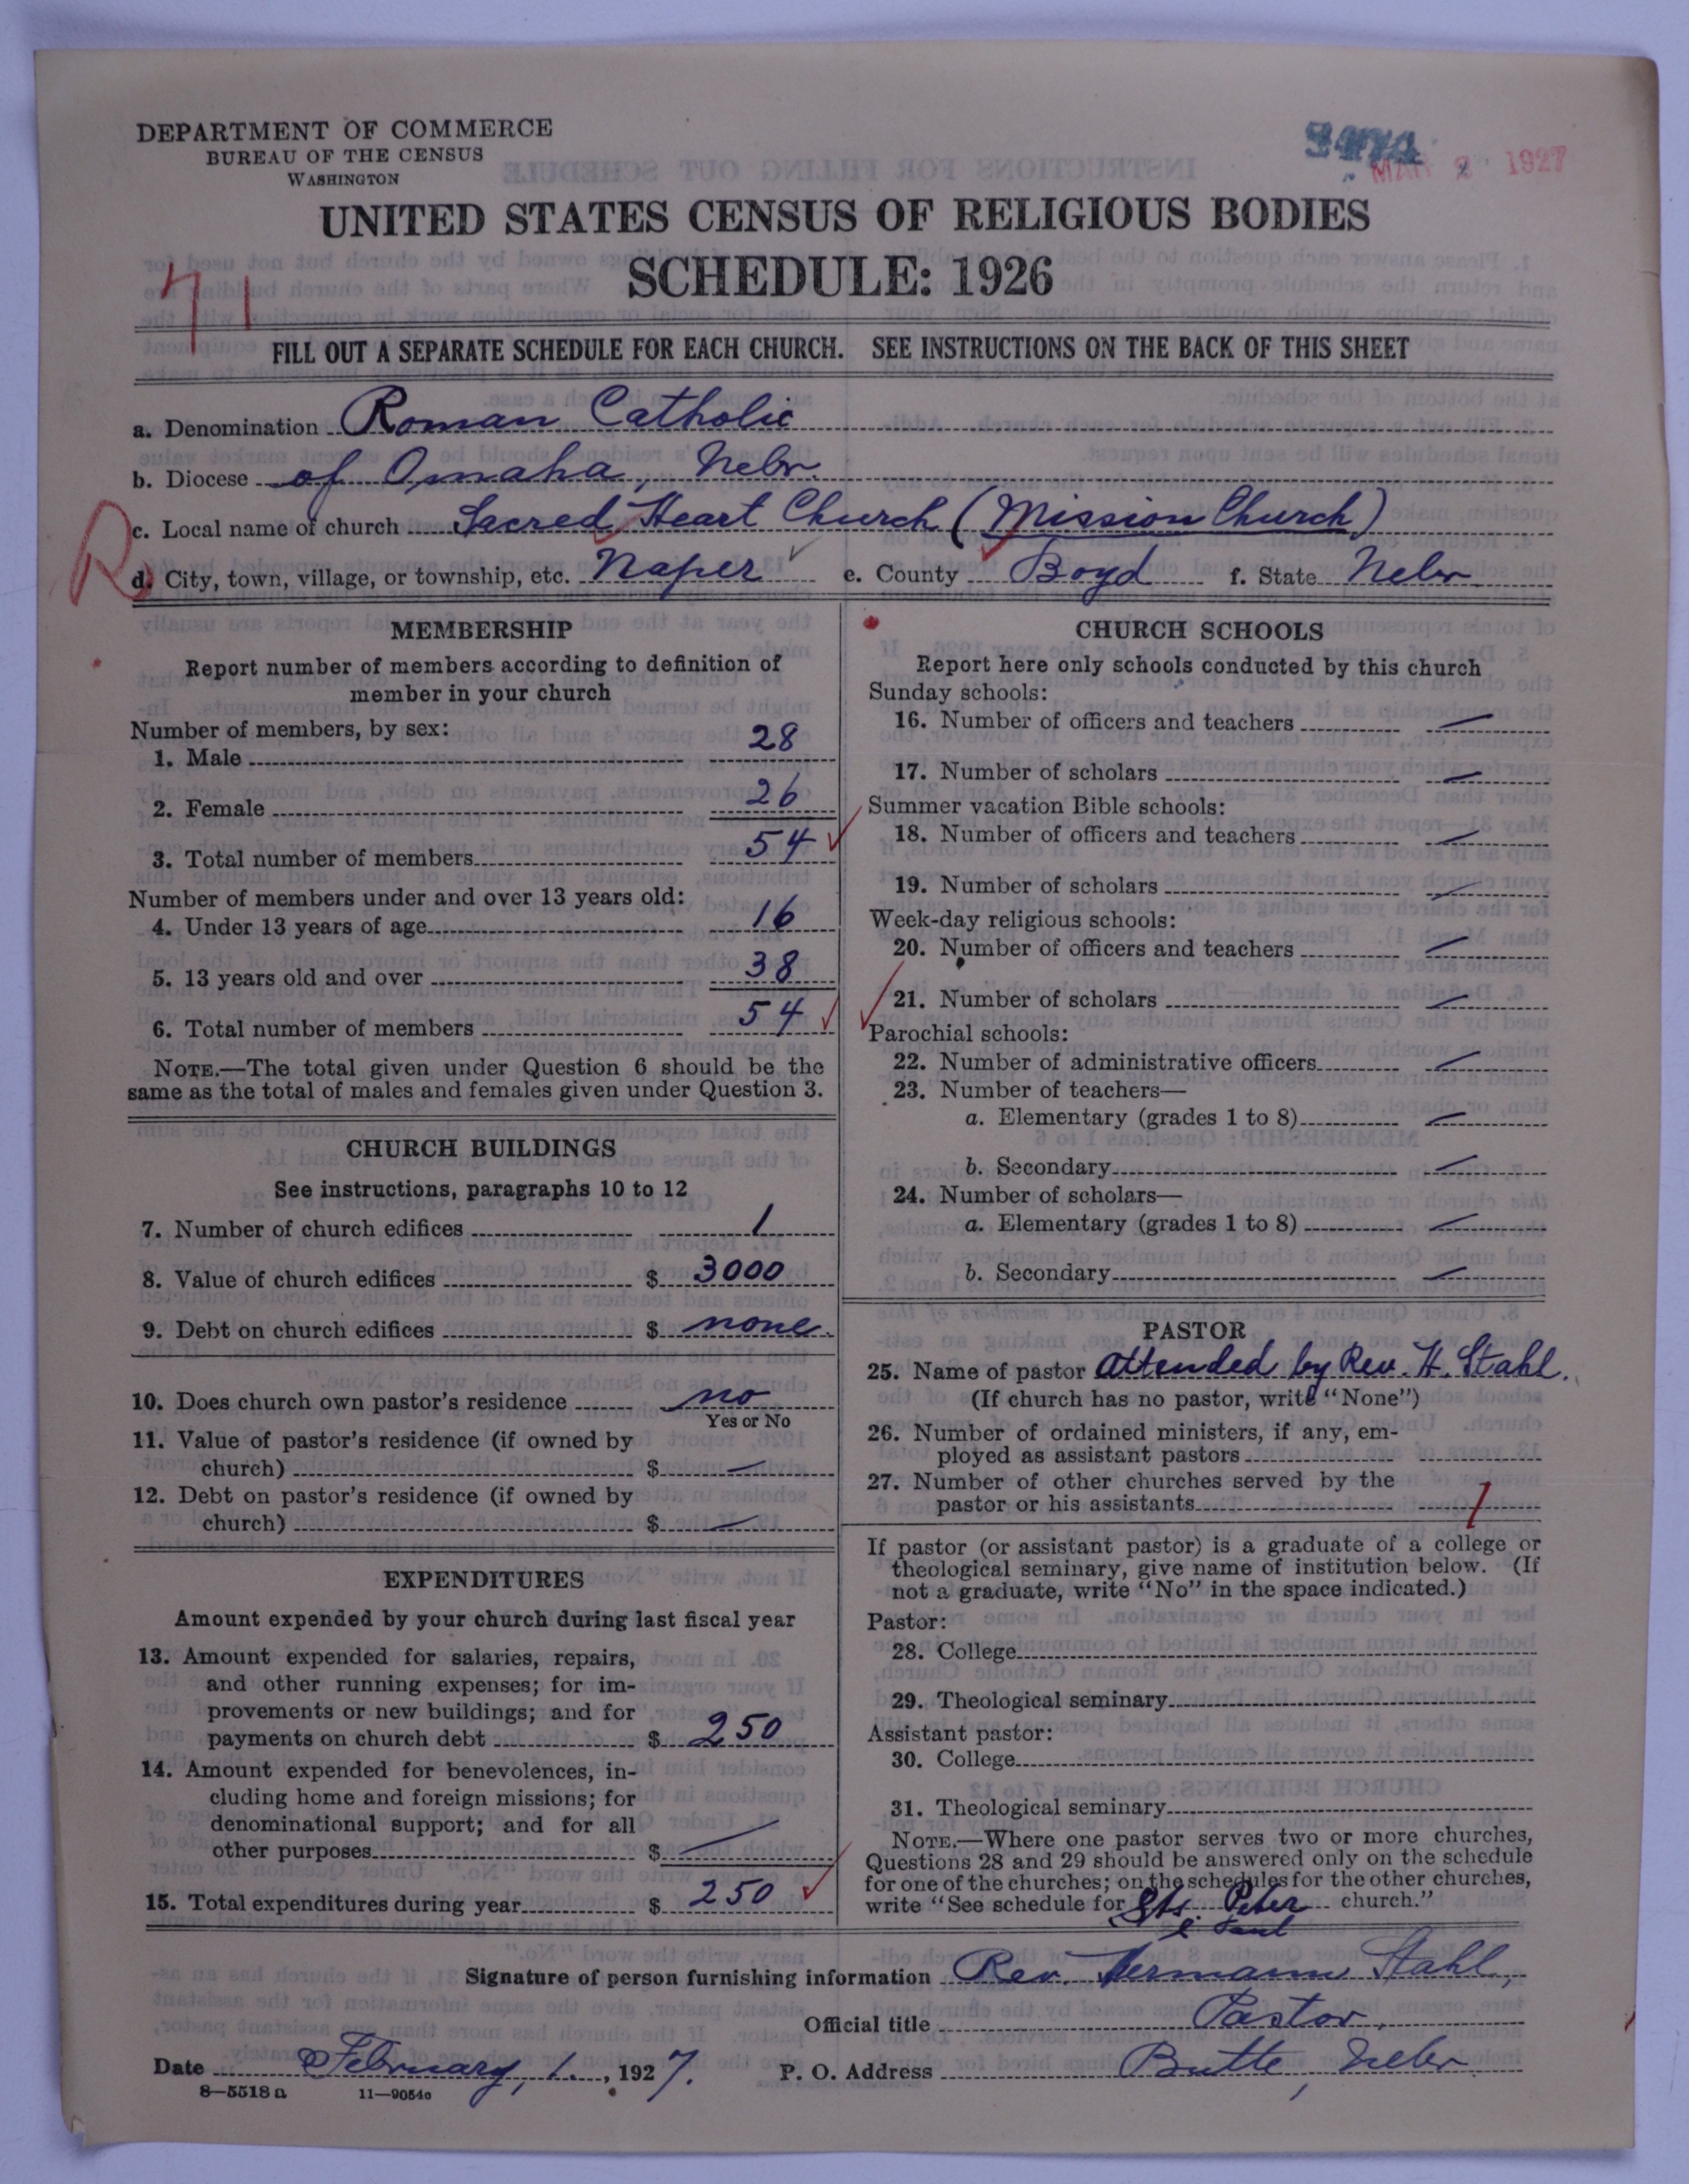 DEPARTMENT OF COMMERCE
BUREAU OF THE CENSUS
WASHINGTON
MAR 2 1927
UNITED STATES CENSUS OF RELIGIOUS BODIES
SCHEDULE: 1926
71
FILL OUT A SEPARATE SCHEDULE FOR EACH CHURCH. SEE INSTRUCTIONS ON THE BACK OF THIS SHEET
a. Denomination Roman Catholic
b. Diocese of Omaha, Nebr.
R
c. Local name of church Sacred Heart Church (Mission Church)
d. City, town, village, or township, etc. Naper e. County Boyd f. State Nebr
MEMBERSHIP
Report number of members according to definition of
member in your church
Number of members, by sex:
1. Male 28
2. Female 26
3. Total number of members 54
Number of members under and over 13 years old:
4. Under 13 years of age 16
5. 13 years old and over 38
6. Total number of members 54
NOTE.—The total given under Question 6 should be the
same as the total of males and females given under Question 3.
CHURCH BUILDINGS
See instructions, paragraphs 10 to 12
7. Number of church edifices 1
8. Value of church edifices $ 3000
9. Debt on church edifices $ none
10. Does church own pastor's residence no
Yes or No
11. Value of pastor's residence (if owned by
church) $ —
12. Debt on pastor's residence (if owned by
church) $ —
EXPENDITURES
Amount expended by your church during last fiscal year
13. Amount expended for salaries, repairs,
and other running expenses; for im-
provements or new buildings; and for
payments on church debt $ 250
14. Amount expended for benevolences, in-
cluding home and foreign missions; for
denominational support; and for all
other purposes $ —
15. Total expenditures during year $ 250
CHURCH SCHOOLS
Report here only schools conducted by this church
Sunday schools:
16. Number of officers and teachers —
17. Number of scholars —
Summer vacation Bible schools:
18. Number of officers and teachers —
19. Number of scholars —
Week-day religious schools:
20. Number of officers and teachers —
21. Number of scholars —
Parochial schools:
22. Number of administrative officers —
23. Number of teachers—
a. Elementary (grades 1 to 8) —
b. Secondary —
24. Number of scholars—
a. Elementary (grades 1 to 8) —
b. Secondary —
PASTOR
25. Name of pastor attended by Rev. H. Stahl.
(If church has no pastor, write "None")
26. Number of ordained ministers, if any, em-
ployed as assistant pastors
27. Number of other churches served by the
pastor or his assistants 1
If pastor (or assistant pastor) is a graduate of a college or
theological seminary, give name of institution below. (If
not a graduate, write "No" in the space indicated.)
Pastor:
28. College
29. Theological seminary
Assistant pastor:
30. College
31. Theological seminary
NOTE.—Where one pastor serves two or more churches,
Questions 28 and 29 should be answered only on the schedule
for one of the churches; on the schedules for the other churches,
write "See schedule for Sts. Peter church."
& Paul
Signature of person furnishing information Rev. Hermann Stahl,
Official title Pastor,
Date February, 1., 1927. P. O. Address Butte, Nebr
8—5518 a 11—9054o